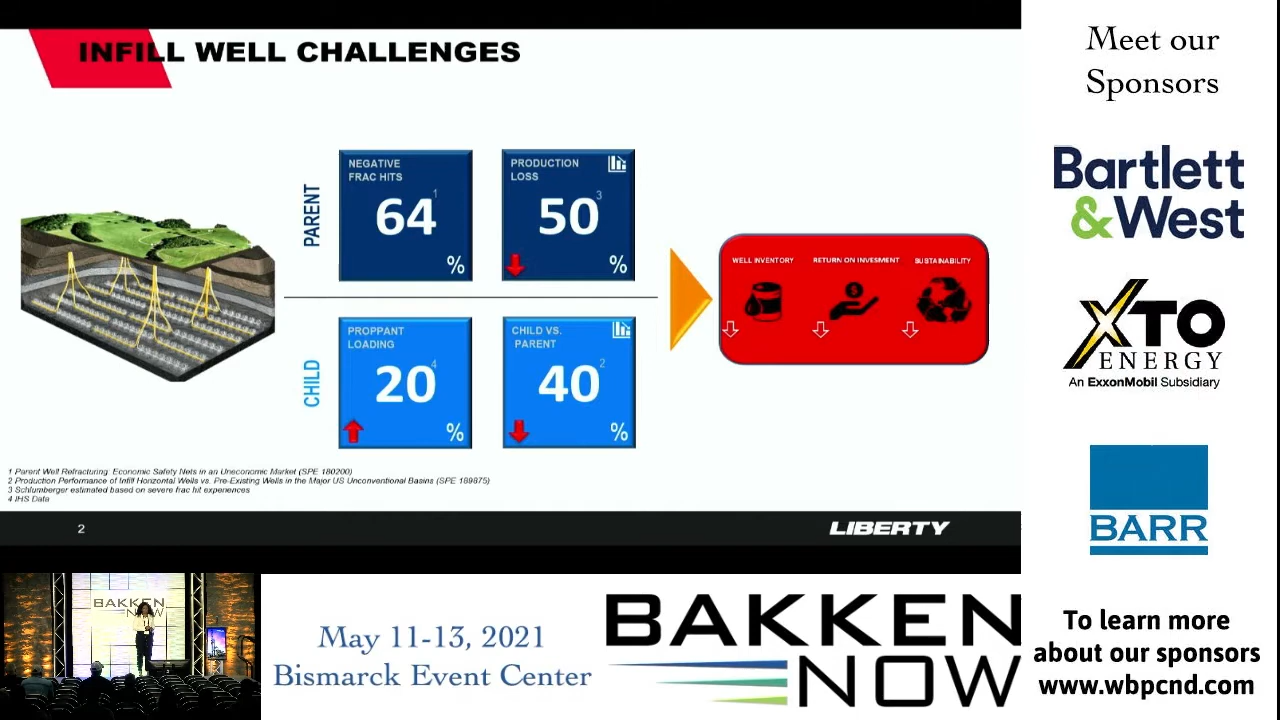 INFILL WELL CHALLENGES
PARENT
NEGATIVE
FRAC HITS
64
1
%
PRODUCTION
LOSS
50
3
%
CHILD
PROPPANT
LOADING
20
4
%
CHILD VS.
PARENT
40
2
%
WELL INVENTORY
RETURN ON INVESMENT
SUSTAINABILITY
$
1 Parent Well Refracturing: Economic Safety Nets in an Uneconomic Market (SPE 180200)
2 Production Performance of Infill Horizontal Wells vs. Pre-Existing Wells in the Major US Unconventional Basins (SPE 189875)
3 Schlumberger estimated based on severe frac hit experiences
4 IHS Data
2
LIBERTY
Meet our
Sponsors
Bartlett
&West
XTO
ENERGY
An ExxonMobil Subsidiary
BARR
To learn more
about our sponsors
www.wbpcnd.com
BAKKEN
NOW
May 11-13, 2021
Bismarck Event Center
BAKKEN
NOW